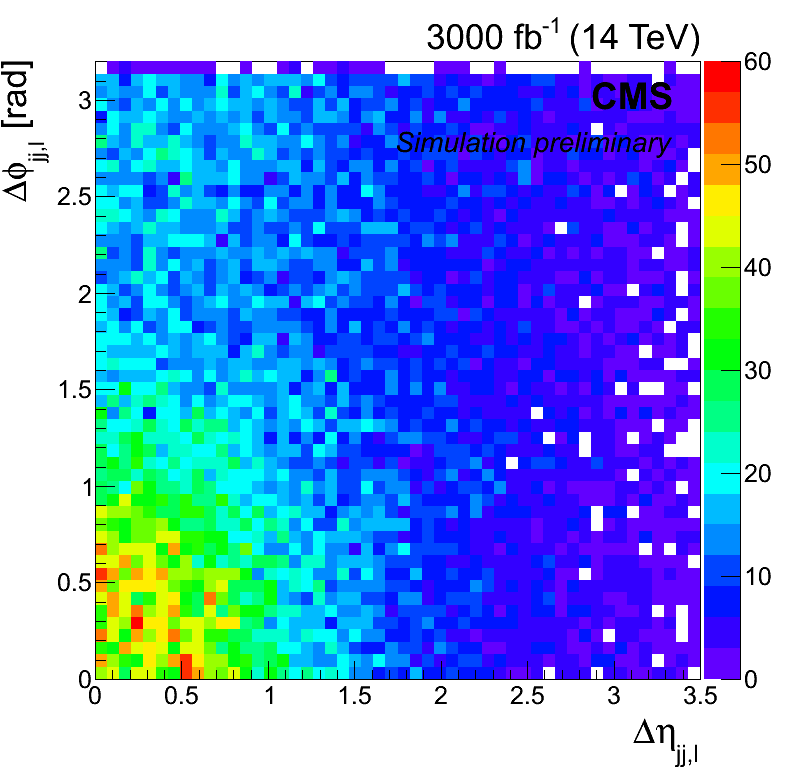 3000 fb⁻¹ (14 TeV)
CMS
Simulation preliminary
Δϕjj,l [rad]
3
2.5
2
1.5
1
0.5
0
0 0.5 1 1.5 2 2.5 3 3.5
Δηjj,l
60
50
40
30
20
10
0